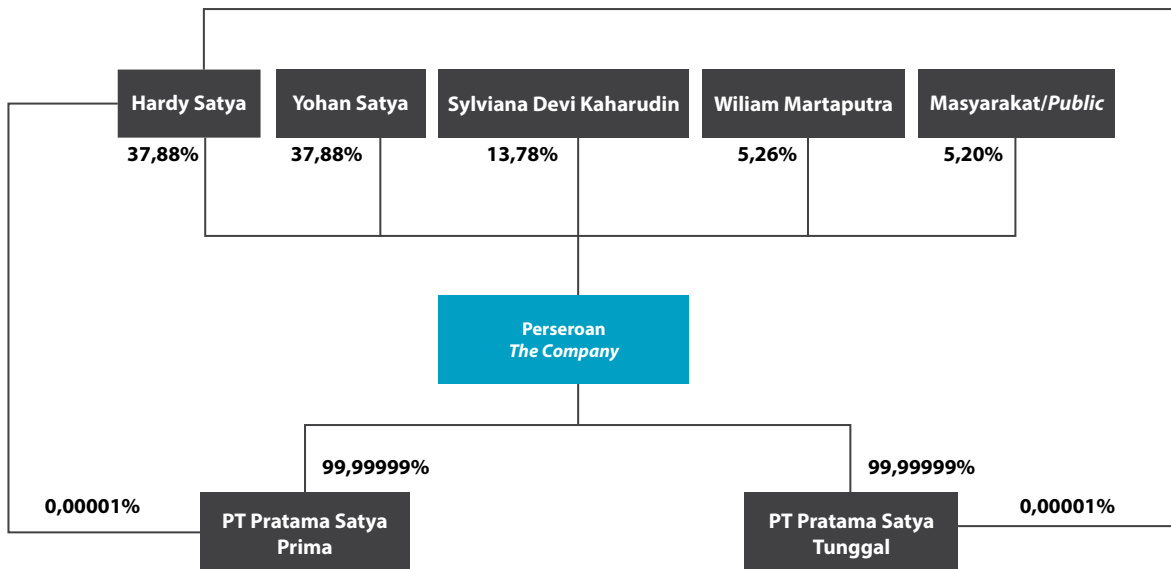 Hardy Satya
Yohan Satya
Sylviana Devi Kaharudin
Wiliam Martaputra
Masyarakat/Public
37,88%
37,88%
13,78%
5,26%
5,20%
Perseroan
The Company
99,99999%
99,99999%
0,00001%
0,00001%
PT Pratama Satya
Prima
PT Pratama Satya
Tunggal